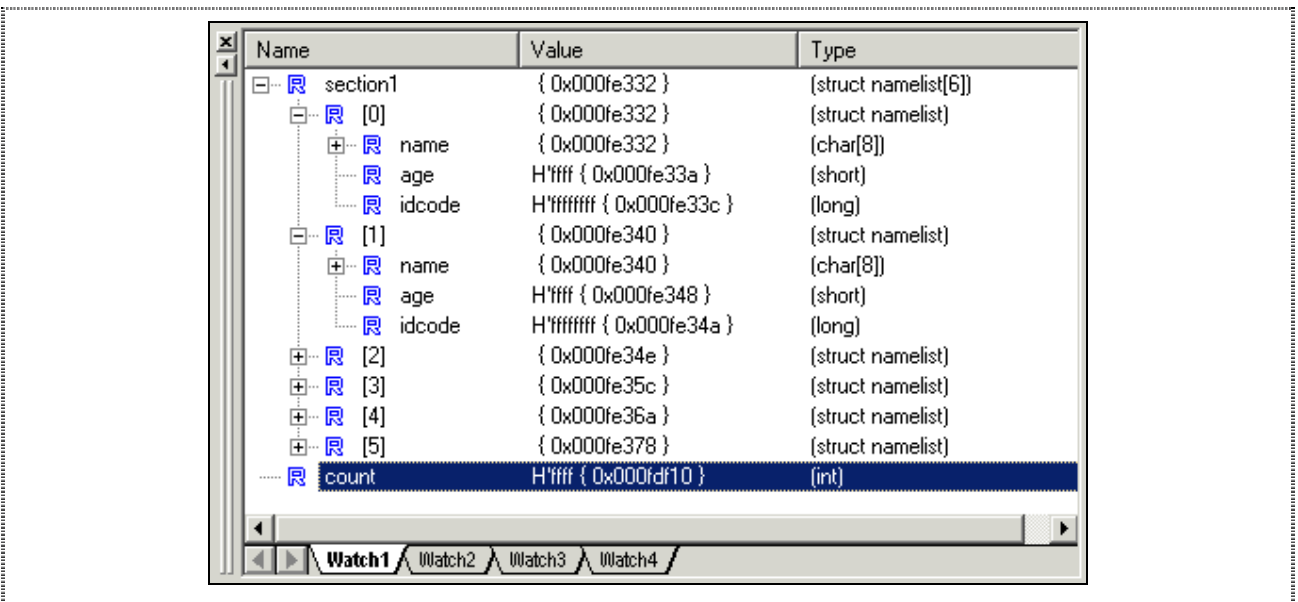 Name Value Type
R section1 { 0x000fe332 } (struct namelist[6])
R [0] { 0x000fe332 } (struct namelist)
R name { 0x000fe332 } (char[8])
R age H'ffff { 0x000fe33a } (short)
R idcode H'ffffffff { 0x000fe33c } (long)
R [1] { 0x000fe340 } (struct namelist)
R name { 0x000fe340 } (char[8])
R age H'ffff { 0x000fe348 } (short)
R idcode H'ffffffff { 0x000fe34a } (long)
R [2] { 0x000fe34e } (struct namelist)
R [3] { 0x000fe35c } (struct namelist)
R [4] { 0x000fe36a } (struct namelist)
R [5] { 0x000fe378 } (struct namelist)
R count H'ffff { 0x000fdf10 } (int)
Watch1 Watch2 Watch3 Watch4